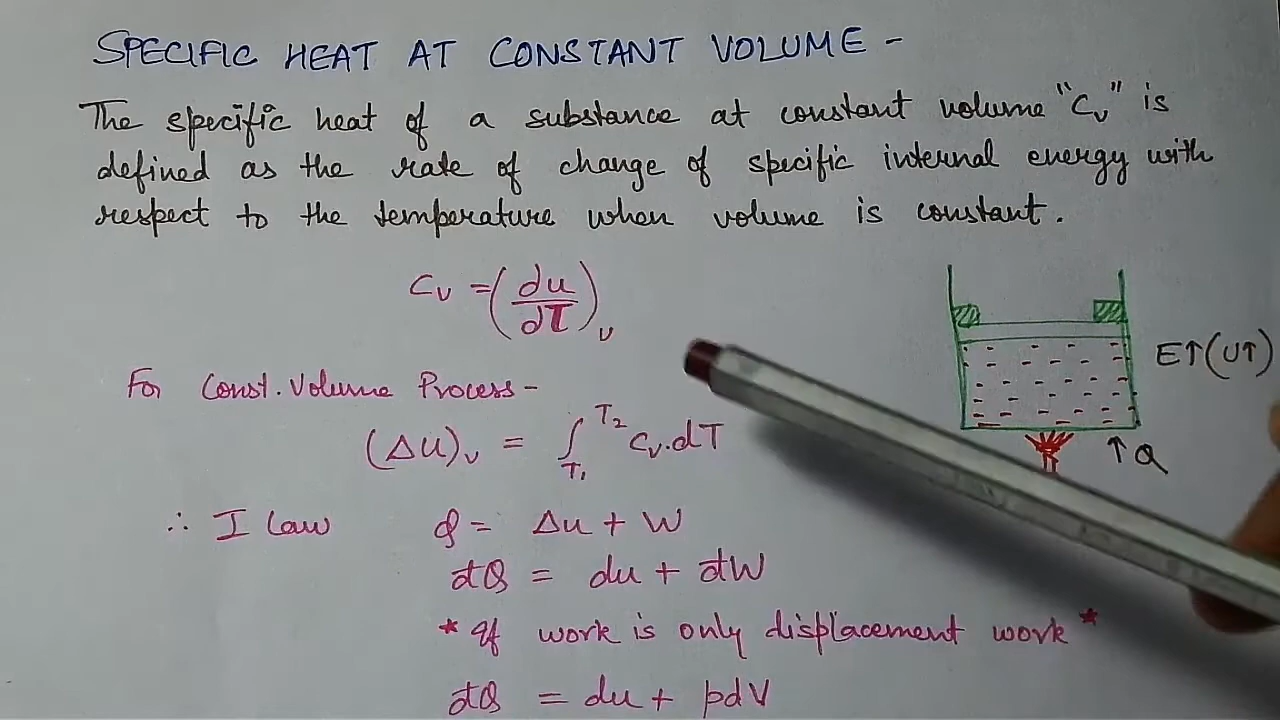 SPECIFIC HEAT AT CONSTANT VOLUME -
The specific heat of a substance at constant volume "Cv" is
defined as the rate of change of specific internal energy with
respect to the temperature when volume is constant.
Cv = (du/dT)v
E↑(U↑)
For Const. Volume Process -
(Δu)v = ∫T1^T2 Cv.dT
↑Q
∴ I Law Q = Δu + W
đQ = du + đW
* If work is only displacement work *
đQ = du + pdV